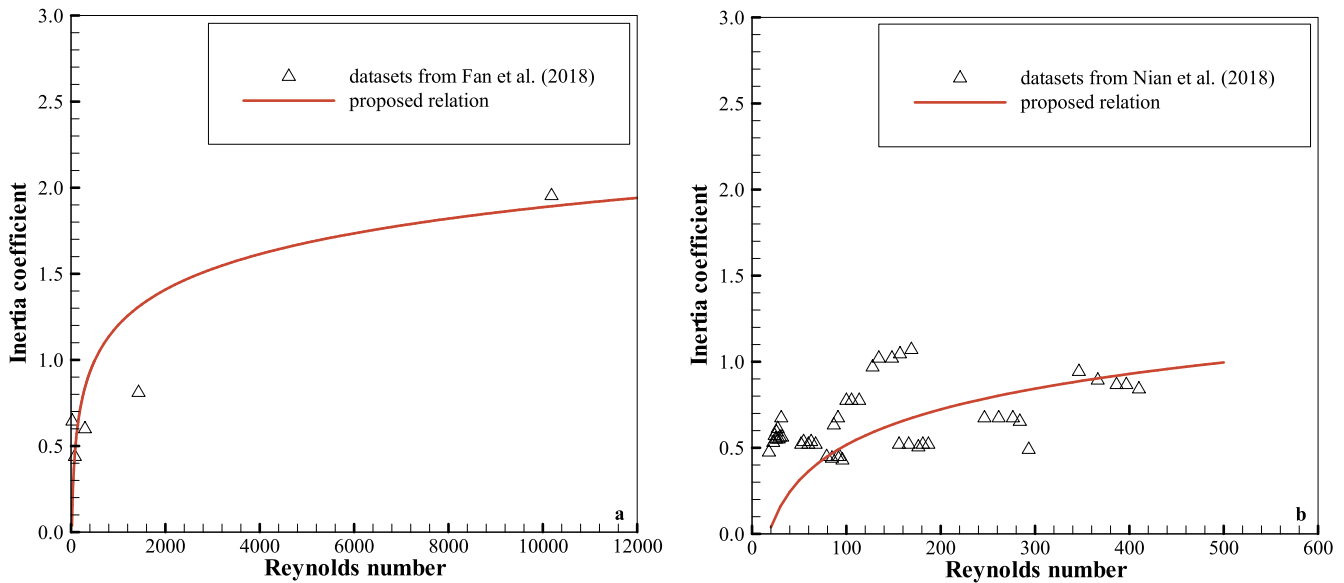 3.0
2.5
2.0
1.5
1.0
0.5
0.0
Inertia coefficient
datasets from Fan et al. (2018)
proposed relation
a
0 2000 4000 6000 8000 10000 12000
Reynolds number
3.0
2.5
2.0
1.5
1.0
0.5
0.0
Inertia coefficient
datasets from Nian et al. (2018)
proposed relation
b
0 100 200 300 400 500 600
Reynolds number